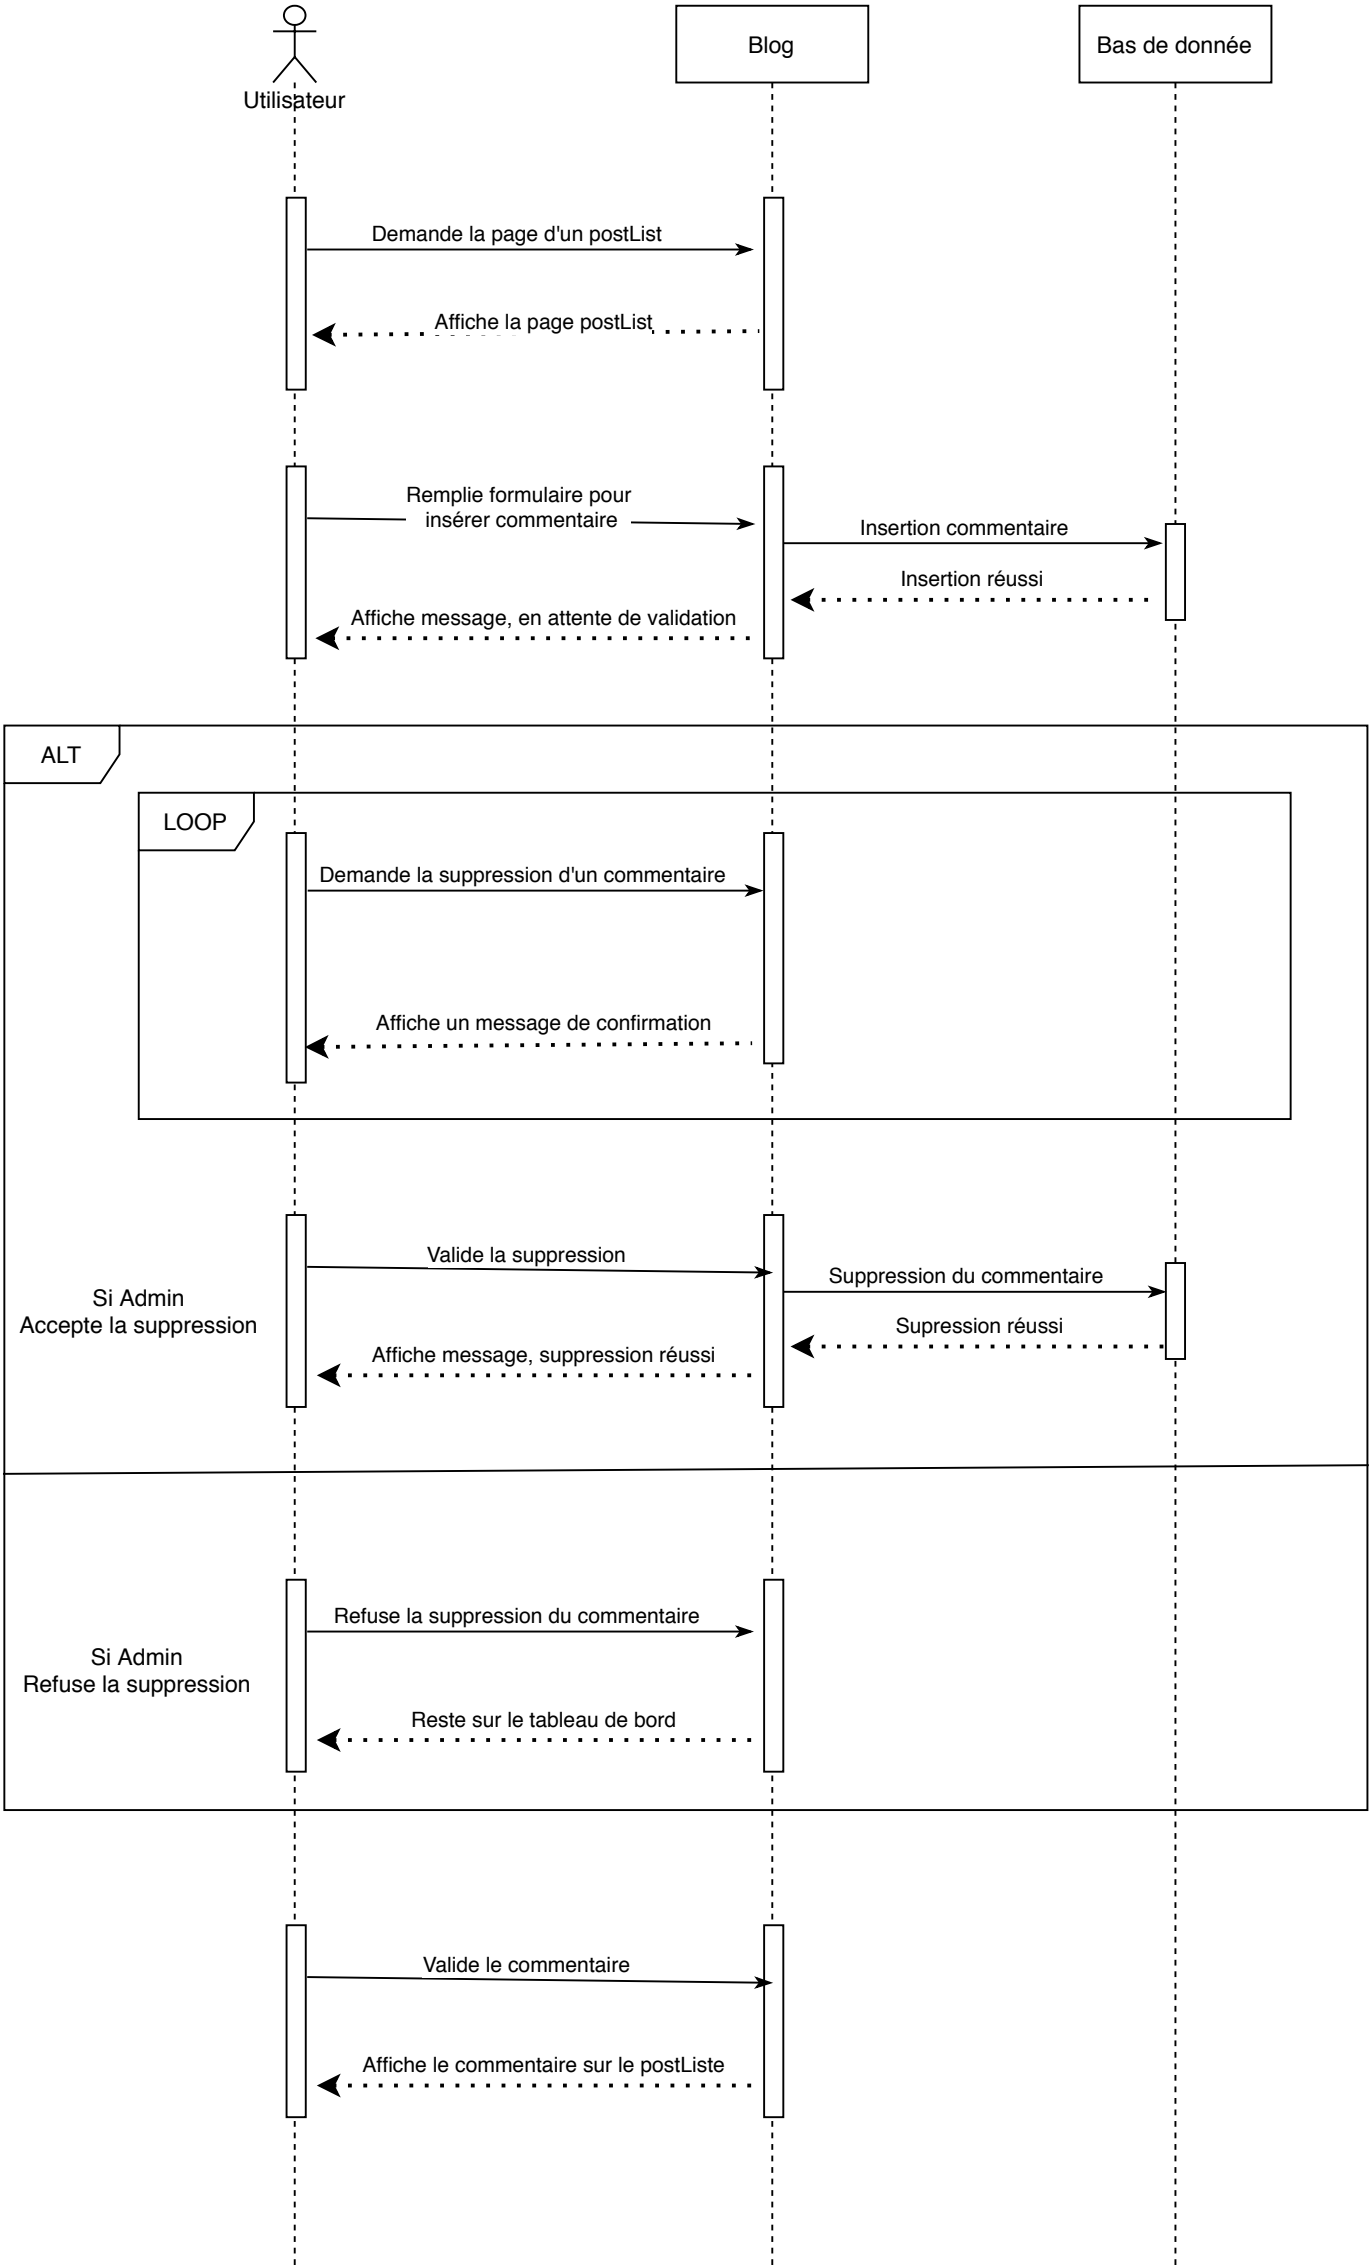 Utilisateur
Blog
Bas de donnée
Demande la page d'un postList
Affiche la page postList
Remplie formulaire pour
insérer commentaire
Insertion commentaire
Insertion réussi
Affiche message, en attente de validation
ALT
LOOP
Demande la suppression d'un commentaire
Affiche un message de confirmation
Valide la suppression
Suppression du commentaire
Si Admin
Accepte la suppression
Supression réussi
Affiche message, suppression réussi
Refuse la suppression du commentaire
Si Admin
Refuse la suppression
Reste sur le tableau de bord
Valide le commentaire
Affiche le commentaire sur le postListe